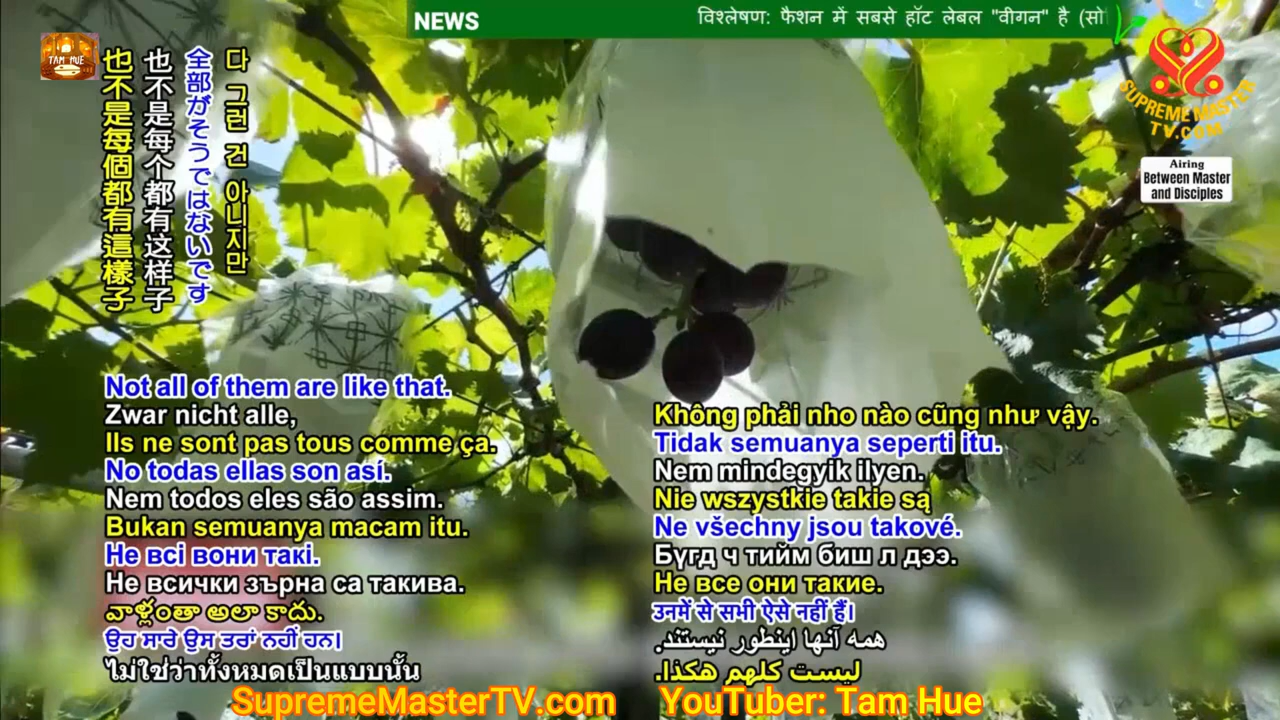 NEWS
विश्लेषण: फैशन में सबसे हॉट लेबल "वीगन" है (सो
TAM HUE
SUPREME MASTER
TV.COM
Airing
Between Master
and Disciples
다 그런 건 아니지만
全部がそうではないです
也不是每个都有这样子
也不是每個都有這樣子
Not all of them are like that.
Zwar nicht alle,
Ils ne sont pas tous comme ça.
No todas ellas son así.
Nem todos eles são assim.
Bukan semuanya macam itu.
Не всі вони такі.
Не всички зърна са такива.
వాళ్లంతా అలా కాదు.
ਉਹ ਸਾਰੇ ਉਸ ਤਰਾਂ ਨਹੀਂ ਹਨ।
ไม่ใช่ว่าทั้งหมดเป็นแบบนั้น
Không phải nho nào cũng như vậy.
Tidak semuanya seperti itu.
Nem mindegyik ilyen.
Nie wszystkie takie są
Ne všechny jsou takové.
Бүгд ч тийм биш л дээ.
Не все они такие.
उनमें से सभी ऐसे नहीं हैं।
همه آنها اینطور نیستند.
ليست كلهم هكذا.
SupremeMasterTV.com
YouTuber: Tam Hue